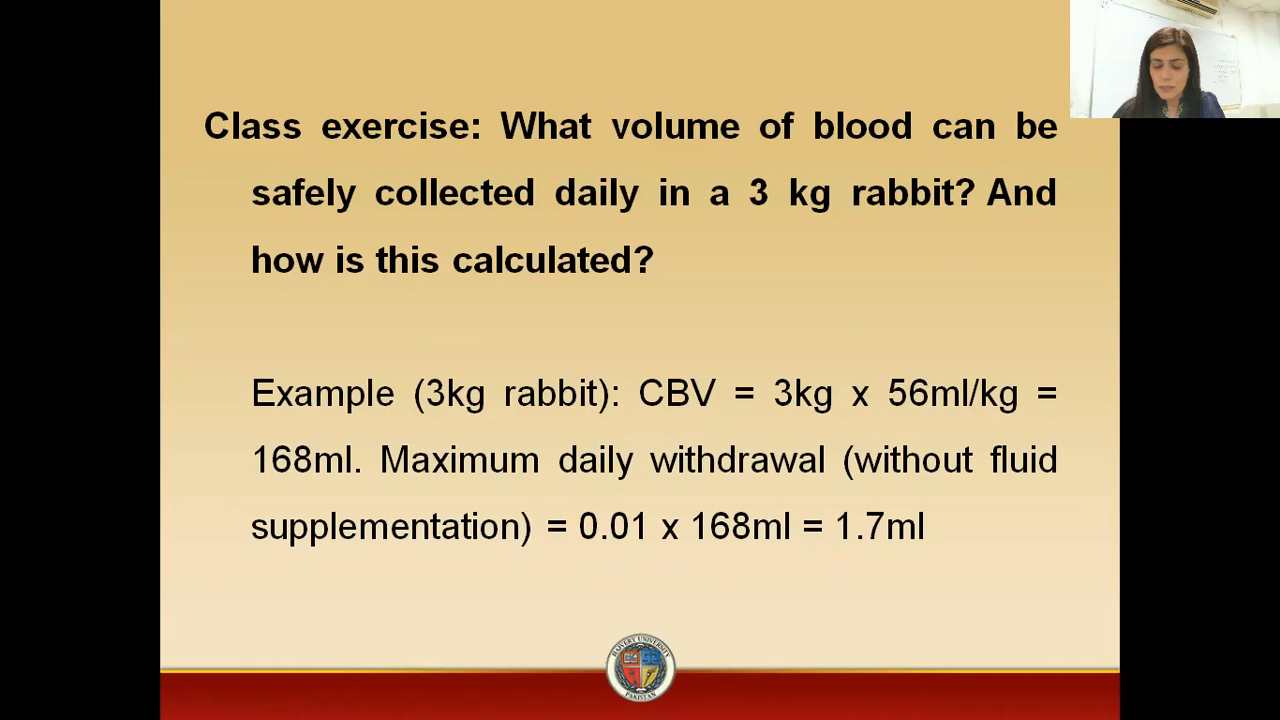 Class exercise: What volume of blood can be
safely collected daily in a 3 kg rabbit? And
how is this calculated?
Example (3kg rabbit): CBV = 3kg x 56ml/kg =
168ml. Maximum daily withdrawal (without fluid
supplementation) = 0.01 x 168ml = 1.7ml
PAKISTAN